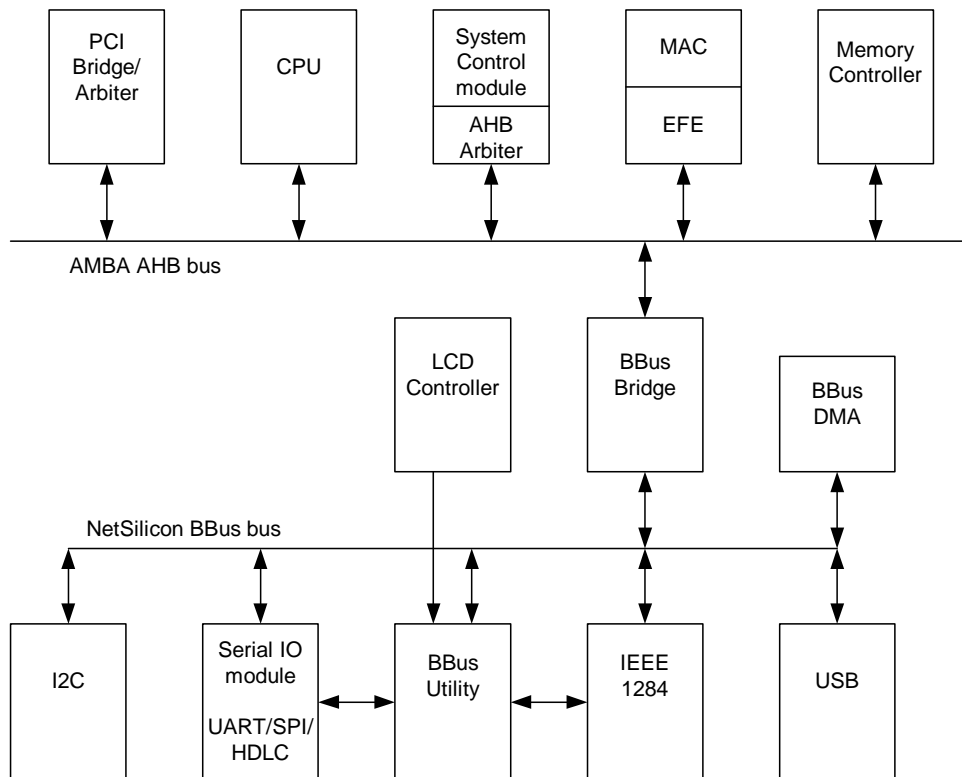 PCI
Bridge/
Arbiter
CPU
System
Control
module
AHB
Arbiter
MAC
EFE
Memory
Controller
AMBA AHB bus
LCD
Controller
BBus
Bridge
BBus
DMA
NetSilicon BBus bus
I2C
Serial IO
module
UART/SPI/
HDLC
BBus
Utility
IEEE
1284
USB